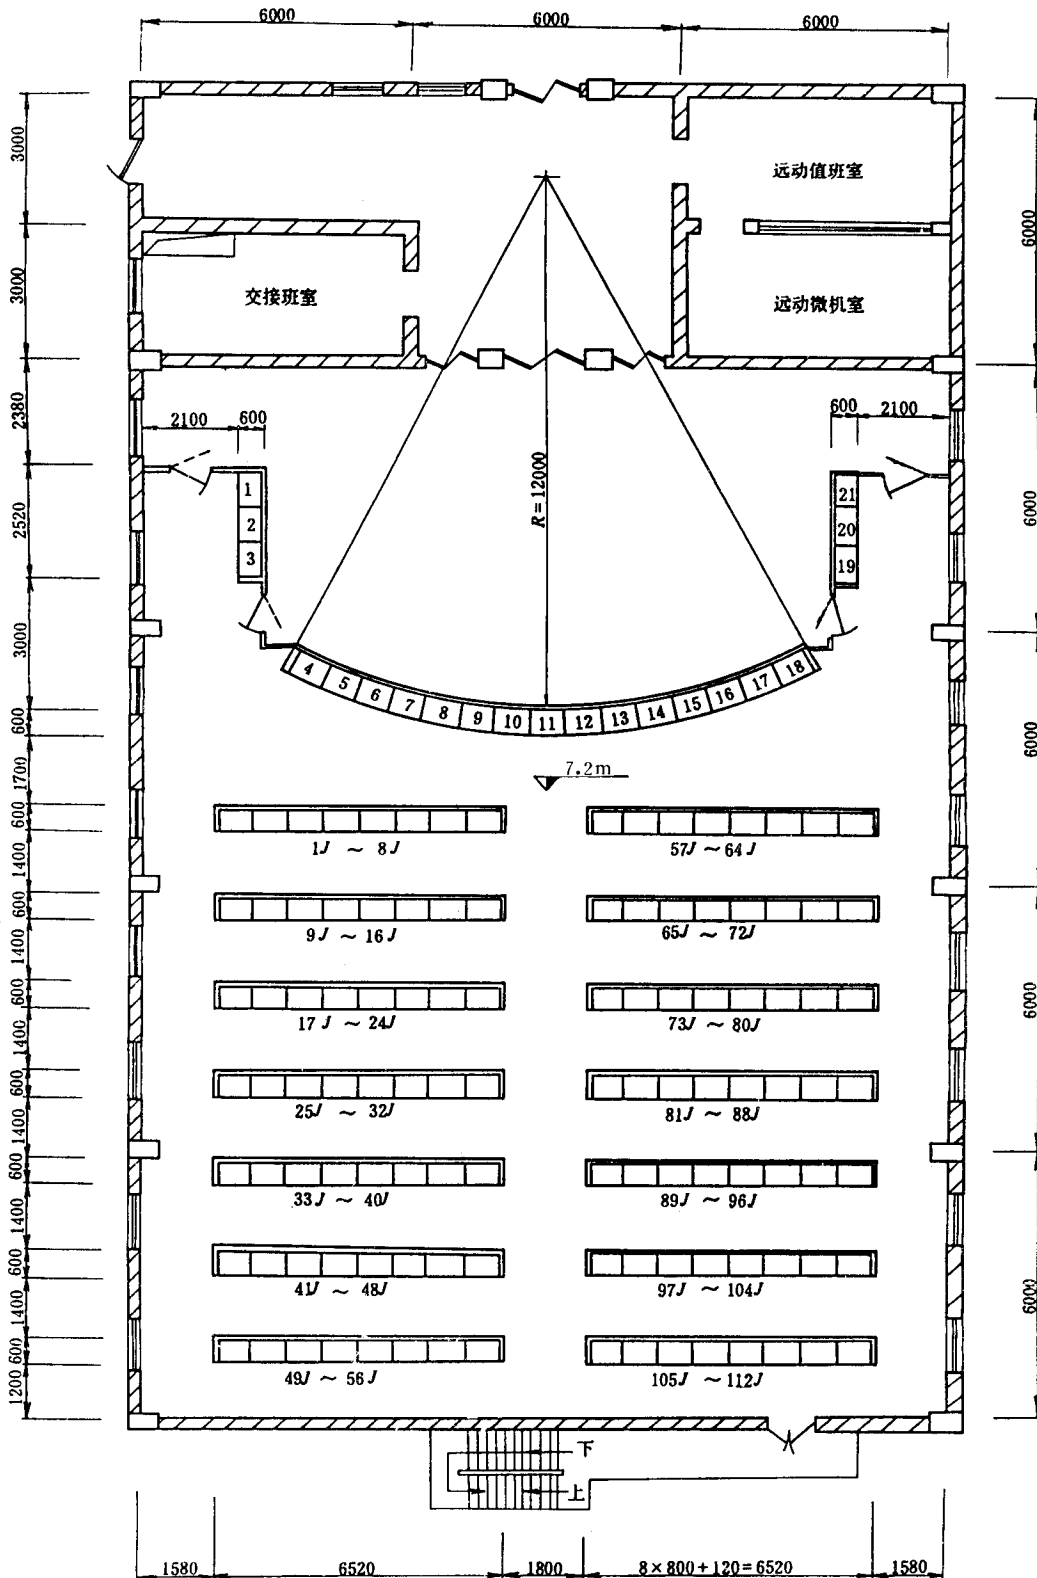 6000 6000 6000
3000
远动值班室
6000
3000
交接班室
远动微机室
2380
2100 600
600 2100
R=12000
2520
1
2
3
21
20
19
6000
3000
4 5 6 7 8 9 10 11 12 13 14 15 16 17 18
600
6000
1700
7.2m
600
1J ～ 8J
57J ～ 64J
1400
600
9J ～ 16J
65J ～ 72J
1400
600
17J ～ 24J
73J ～ 80J
6000
1400
600
25J ～ 32J
81J ～ 88J
1400
600
33J ～ 40J
89J ～ 96J
1400
600
41J ～ 48J
97J ～ 104J
6000
1400
600
49J ～ 56J
105J ～ 112J
1200
下
上
1580 6520 1800 8×800+120=6520 1580